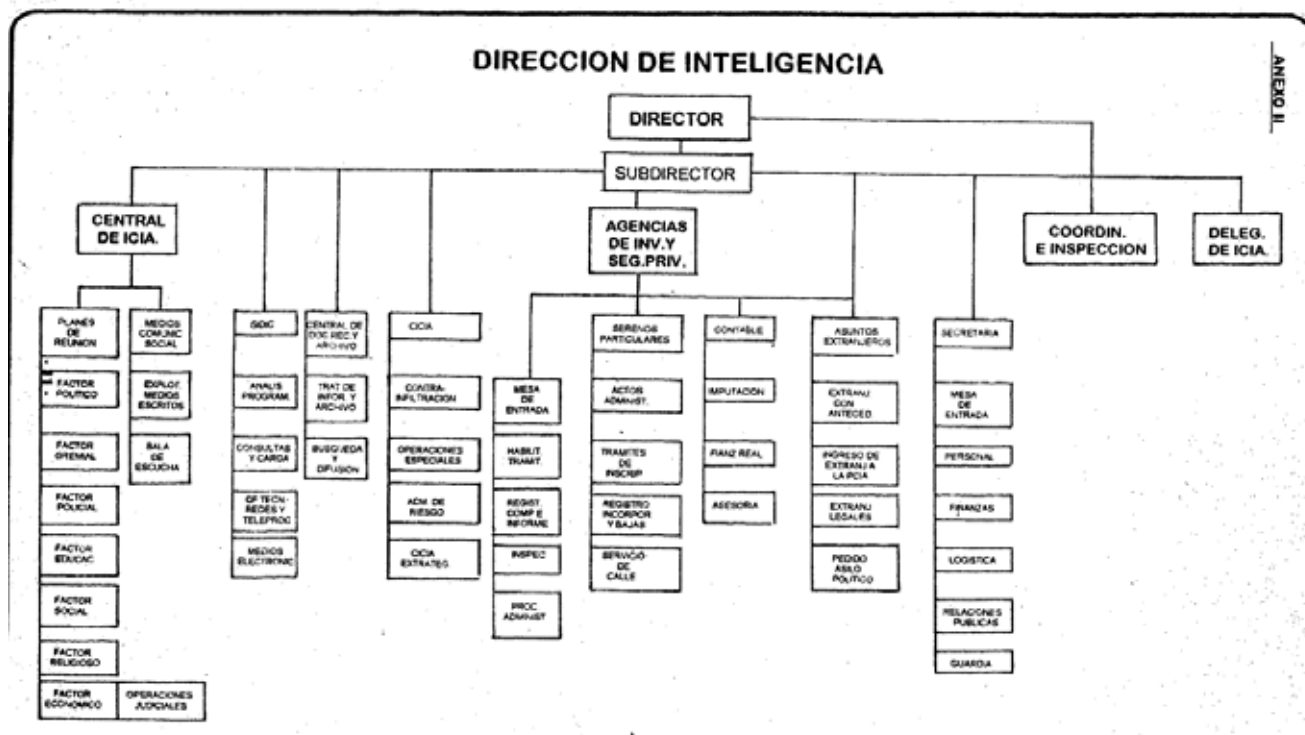 DIRECCION DE INTELIGENCIA
ANEXO II
DIRECTOR
SUBDIRECTOR
CENTRAL
DE ICIA.
AGENCIAS
DE INV.Y
SEG.PRIV.
COORDIN.
E INSPECCION
DELEG.
DE ICIA.
PLANES
DE
REUNION
FACTOR
POLITICO
FACTOR
GREMIAL
FACTOR
POLICIAL
FACTOR
EDUCAC
FACTOR
SOCIAL
FACTOR
RELIGIOSO
FACTOR
ECONOMICO
OPERACIONES
JUDICIALES
MEDIOS
COMUNIC
SOCIAL
EXPLOT.
MEDIOS
ESCRITOS
SALA
DE
ESCUCHA
ANALIS
PROGRAM.
CONSULTAS
Y CARGA
OF TECN-
REDES Y
TELEPROC
MEDIOS
ELECTRONIC
CENTRAL DE
DOC.REC.Y
ARCHIVO
TRAT DE
INFOR. Y
ARCHIVO
BUSQUEDA
Y
DIFUSION
CICIA
CONTRA-
INFILTRACION
OPERACIONES
ESPECIALES
ADM. DE
RIESGO
CICIA
EXTRATEG.
MESA
DE
ENTRADA
HABILIT.
TRAMIT.
REGIST.
COMP E
INFORME
INSPEC
PROC
ADMINIST
SERENOS
PARTICULARES
ACTOS
ADMINIST.
TRAMITES
DE
INSCRIP
REGISTRO
INCORPOR
Y BAJAS
SERVICIO
DE
CALLE
CONTABLE
IMPUTACION
FIANZ REAL
ASESORIA
ASUNTOS
EXTRANJEROS
EXTRANJ
CON
ANTECED
INGRESO DE
EXTRANJ A
LA PCIA
EXTRANJ
LEGALES
PEDIDO
ASILO
POLITICO
SECRETARIA
MESA
DE
ENTRADA
PERSONAL
FINANZAS
LOGISTICA
RELACIONES
PUBLICAS
GUARDIA